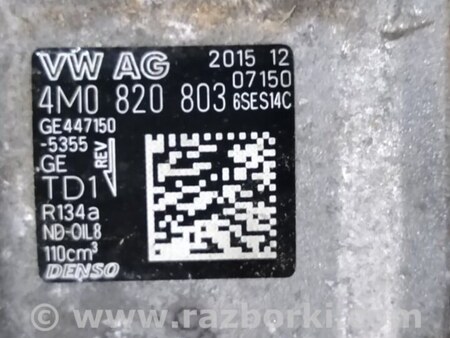 VW AG 2015 12
07150
4M0 820 803 6SES14C
GE447150
-5355
GE REV
TD1
R134a
ND-OIL8
110cm³
DENSO
© www.razborki.com